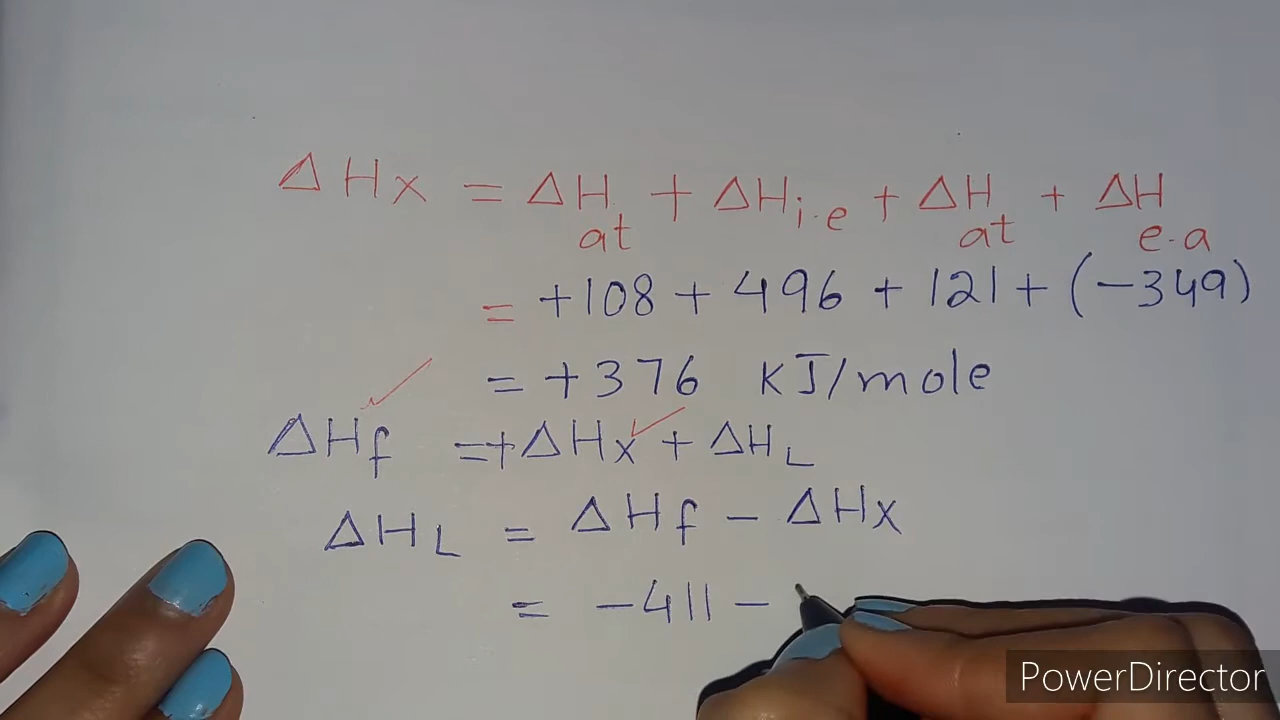 ΔHx = ΔHat + ΔHi.e + ΔHat + ΔHe.a
= +108 + 496 + 121 + (-349)
= +376 KJ/mole
ΔHf =+ΔHx + ΔHL
ΔHL = ΔHf - ΔHx
= -411 -
PowerDirector